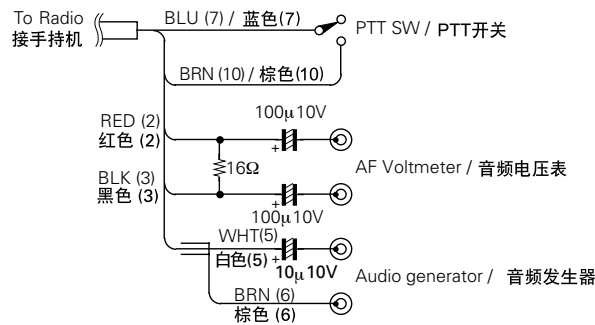 To Radio
接手持机
BLU (7) / 蓝色(7)
PTT SW / PTT开关
BRN (10) / 棕色(10)
100µ10V
RED (2)
红色 (2)
+
16Ω
AF Voltmeter / 音频电压表
BLK (3)
黑色 (3)
+
100µ10V
WHT(5)
白色(5)
+
10µ10V
Audio generator / 音频发生器
BRN (6)
棕色 (6)